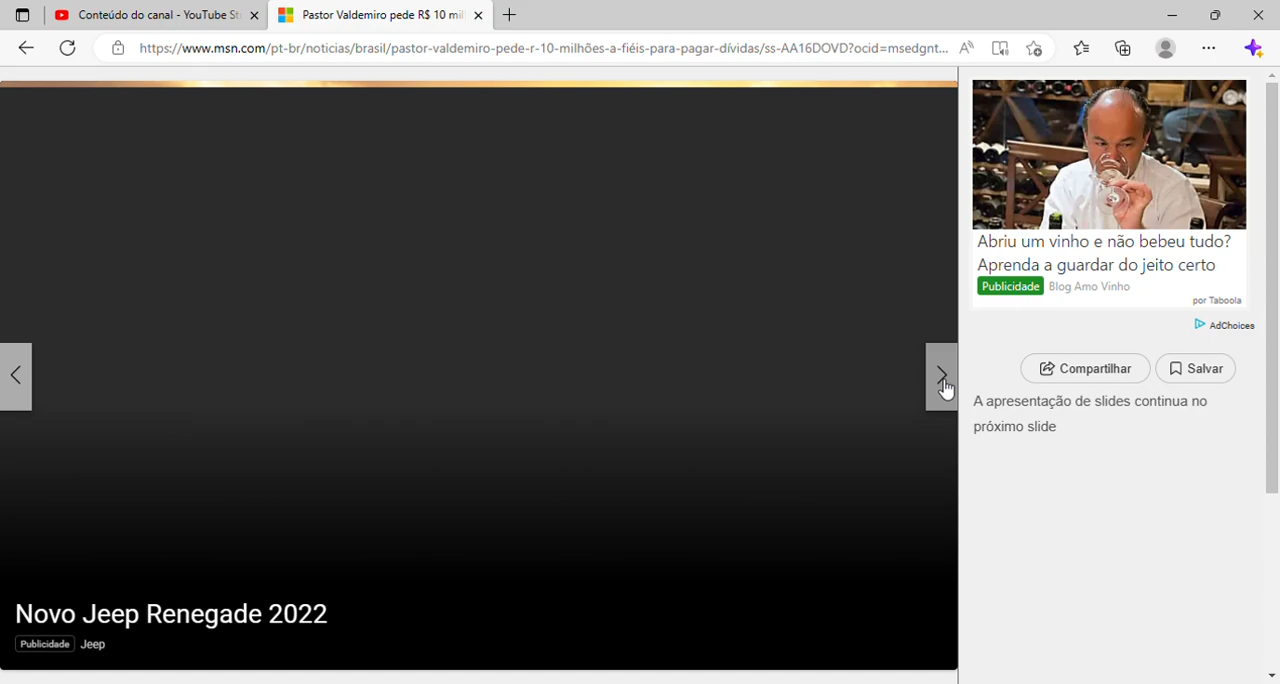 Conteúdo do canal - YouTube St
Pastor Valdemiro pede R$ 10 mil
https://www.msn.com/pt-br/noticias/brasil/pastor-valdemiro-pede-r-10-milhões-a-fiéis-para-pagar-dívidas/ss-AA16DOVD?ocid=msedgnt...
Abriu um vinho e não bebeu tudo?
Aprenda a guardar do jeito certo
Publicidade Blog Amo Vinho
por Taboola
AdChoices
Compartilhar Salvar
A apresentação de slides continua no
próximo slide
Novo Jeep Renegade 2022
Publicidade Jeep